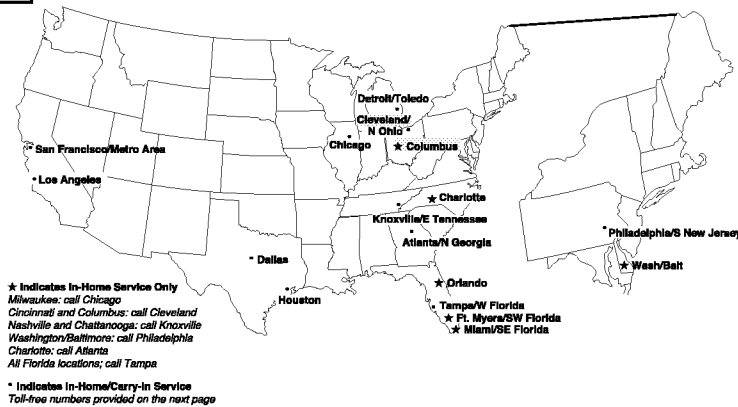 Detroit/Toledo
Cleveland/
N Ohio
Chicago
★ Columbus
San Francisco/Metro Area
Los Angeles
★ Charlotte
Knoxville/E Tennessee
Atlanta/N Georgia
Philadelphia/S New Jersey
★ Wash/Balt
Dallas
Houston
★ Orlando
Tampa/W Florida
★ Ft. Myers/SW Florida
★ Miami/SE Florida
★ Indicates In-Home Service Only
Milwaukee: call Chicago
Cincinnati and Columbus: call Cleveland
Nashville and Chattanooga: call Knoxville
Washington/Baltimore: call Philadelphia
Charlotte: call Atlanta
All Florida locations; call Tampa
• Indicates In-Home/Carry-In Service
Toll-free numbers provided on the next page